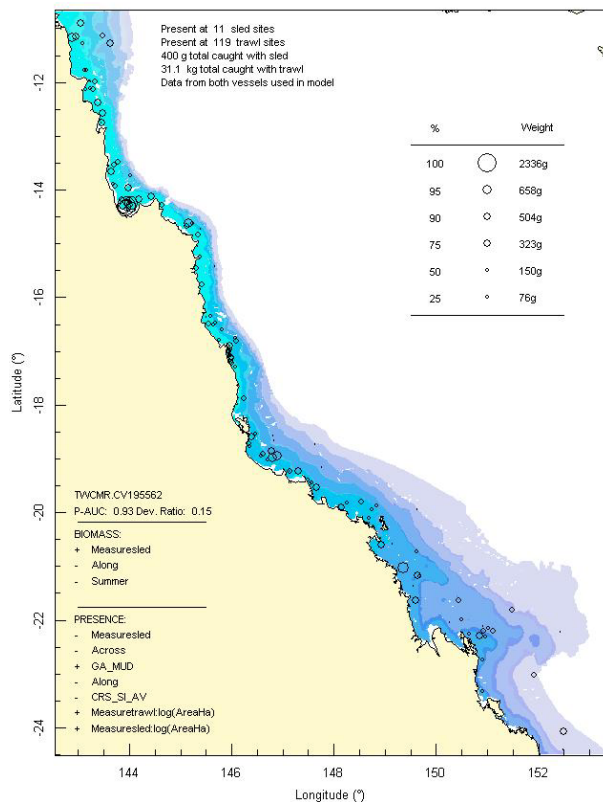 Present at 11 sled sites
Present at 119 trawl sites
400 g total caught with sled
31.1 kg total caught with trawl
Data from both vessels used in model
% Weight
100 2336g
95 658g
90 504g
75 323g
50 150g
25 76g
-12
-14
-16
-18
-20
-22
-24
Latitude (°)
TWCMR.CV195562
P-AUC: 0.93 Dev. Ratio: 0.15
BIOMASS:
+ Measuresled
- Along
- Summer
PRESENCE:
- Measuresled
- Across
+ GA_MUD
- Along
- CRS_SI_AV
+ Measuretrawl:log(AreaHa)
+ Measuresled:log(AreaHa)
144 146 148 150 152
Longitude (°)